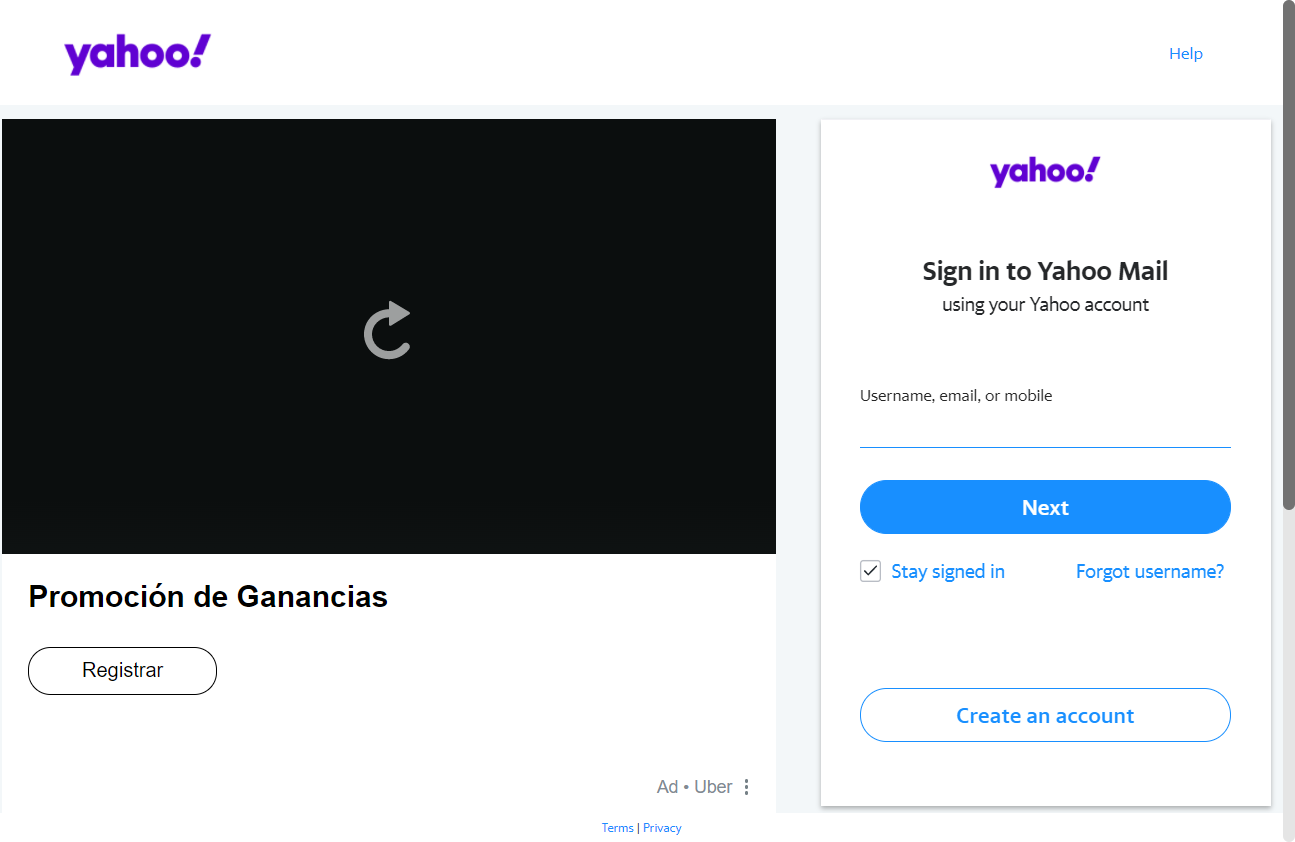 yahoo!
Help
yahoo!
Sign in to Yahoo Mail
using your Yahoo account
Username, email, or mobile
Next
Stay signed in
Forgot username?
Create an account
Promoción de Ganancias
Registrar
Ad • Uber
Terms | Privacy